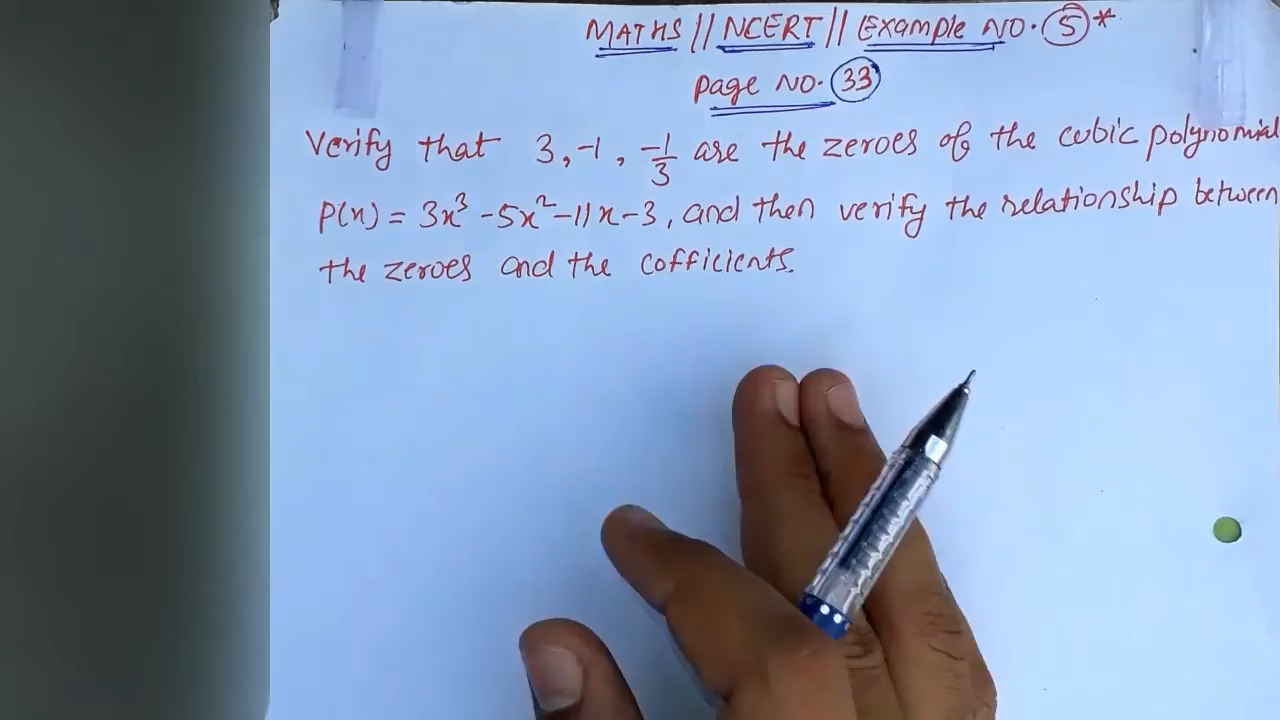 MATHS // NCERT // Example NO. 5 *
Page NO. 33
Verify that 3, -1, -1/3 are the zeroes of the cubic polynomial
P(x) = 3x³ - 5x² - 11x - 3, and then verify the relationship between
the zeroes and the cofficients.